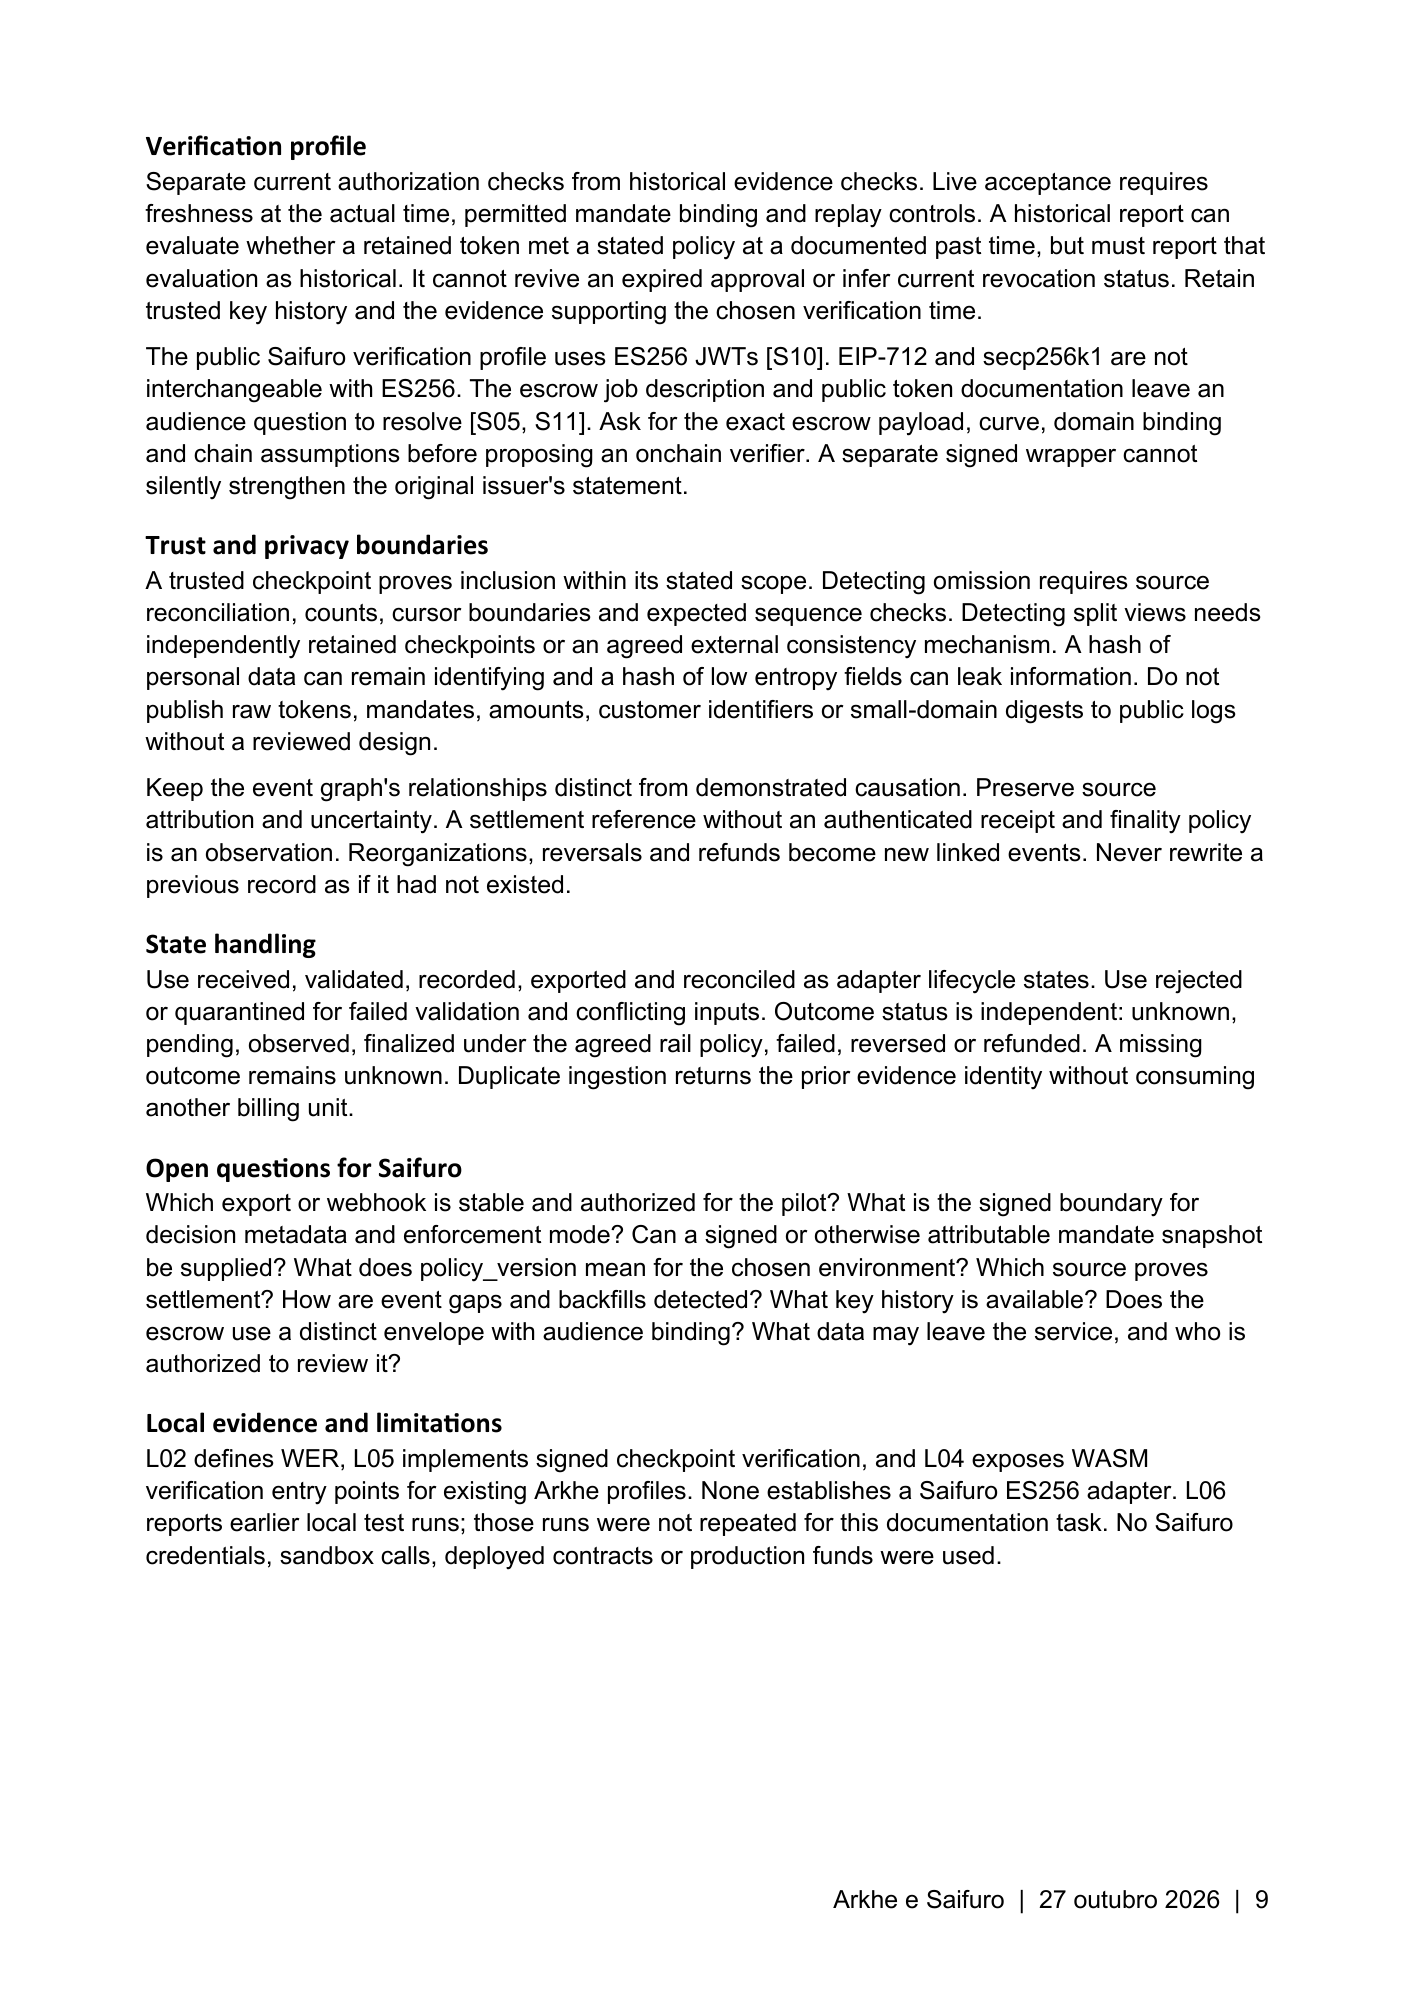 Verification profile
Separate current authorization checks from historical evidence checks. Live acceptance requires
freshness at the actual time, permitted mandate binding and replay controls. A historical report can
evaluate whether a retained token met a stated policy at a documented past time, but must report that
evaluation as historical. It cannot revive an expired approval or infer current revocation status. Retain
trusted key history and the evidence supporting the chosen verification time.
The public Saifuro verification profile uses ES256 JWTs [S10]. EIP-712 and secp256k1 are not
interchangeable with ES256. The escrow job description and public token documentation leave an
audience question to resolve [S05, S11]. Ask for the exact escrow payload, curve, domain binding
and chain assumptions before proposing an onchain verifier. A separate signed wrapper cannot
silently strengthen the original issuer's statement.
Trust and privacy boundaries
A trusted checkpoint proves inclusion within its stated scope. Detecting omission requires source
reconciliation, counts, cursor boundaries and expected sequence checks. Detecting split views needs
independently retained checkpoints or an agreed external consistency mechanism. A hash of
personal data can remain identifying and a hash of low entropy fields can leak information. Do not
publish raw tokens, mandates, amounts, customer identifiers or small-domain digests to public logs
without a reviewed design.
Keep the event graph's relationships distinct from demonstrated causation. Preserve source
attribution and uncertainty. A settlement reference without an authenticated receipt and finality policy
is an observation. Reorganizations, reversals and refunds become new linked events. Never rewrite a
previous record as if it had not existed.
State handling
Use received, validated, recorded, exported and reconciled as adapter lifecycle states. Use rejected
or quarantined for failed validation and conflicting inputs. Outcome status is independent: unknown,
pending, observed, finalized under the agreed rail policy, failed, reversed or refunded. A missing
outcome remains unknown. Duplicate ingestion returns the prior evidence identity without consuming
another billing unit.
Open questions for Saifuro
Which export or webhook is stable and authorized for the pilot? What is the signed boundary for
decision metadata and enforcement mode? Can a signed or otherwise attributable mandate snapshot
be supplied? What does policy_version mean for the chosen environment? Which source proves
settlement? How are event gaps and backfills detected? What key history is available? Does the
escrow use a distinct envelope with audience binding? What data may leave the service, and who is
authorized to review it?
Local evidence and limitations
L02 defines WER, L05 implements signed checkpoint verification, and L04 exposes WASM
verification entry points for existing Arkhe profiles. None establishes a Saifuro ES256 adapter. L06
reports earlier local test runs; those runs were not repeated for this documentation task. No Saifuro
credentials, sandbox calls, deployed contracts or production funds were used.
Arkhe e Saifuro | 27 outubro 2026 | 9